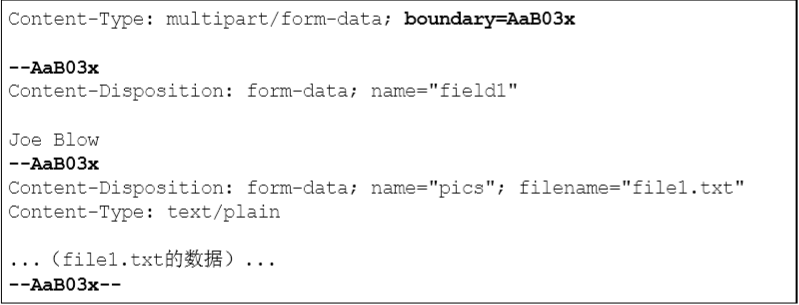 Content-Type: multipart/form-data; boundary=AaB03x
--AaB03x
Content-Disposition: form-data; name="field1"
Joe Blow
--AaB03x
Content-Disposition: form-data; name="pics"; filename="file1.txt"
Content-Type: text/plain
...（file1.txt的数据）...
--AaB03x--